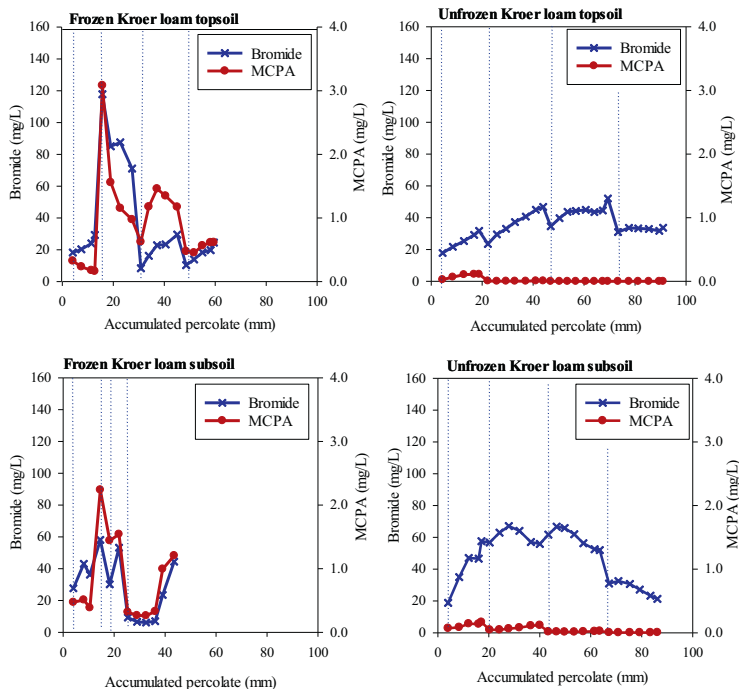 Frozen Kroer loam topsoil
160
140
120
100
80
60
40
20
0
Bromide (mg/L)
4.0
3.0
2.0
1.0
0.0
MCPA (mg/L)
Bromide
MCPA
0 20 40 60 80 100
Accumulated percolate (mm)
Unfrozen Kroer loam topsoil
160
140
120
100
80
60
40
20
0
Bromide (mg/L)
4.0
3.0
2.0
1.0
0.0
MCPA (mg/L)
Bromide
MCPA
0 20 40 60 80 100
Accumulated percolate (mm)
Frozen Kroer loam subsoil
160
140
120
100
80
60
40
20
0
Bromide (mg/L)
4.0
3.0
2.0
1.0
0.0
MCPA (mg/L)
Bromide
MCPA
0 20 40 60 80 100
Accumulated percolate (mm)
Unfrozen Kroer loam subsoil
160
140
120
100
80
60
40
20
0
Bromide (mg/L)
4.0
3.0
2.0
1.0
0.0
MCPA (mg/L)
Bromide
MCPA
0 20 40 60 80 100
Accumulated percolate (mm)